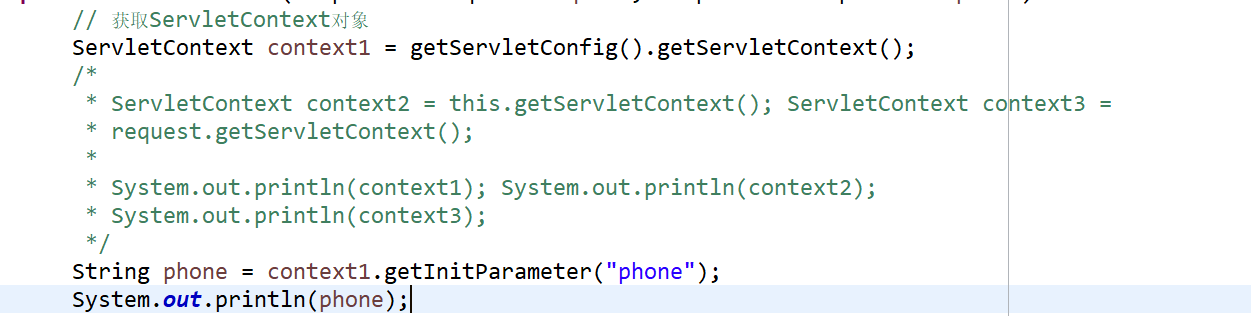 // 获取ServletContext对象
ServletContext context1 = getServletConfig().getServletContext();
/*
* ServletContext context2 = this.getServletContext(); ServletContext context3 =
* request.getServletContext();
*
* System.out.println(context1); System.out.println(context2);
* System.out.println(context3);
*/
String phone = context1.getInitParameter("phone");
System.out.println(phone);